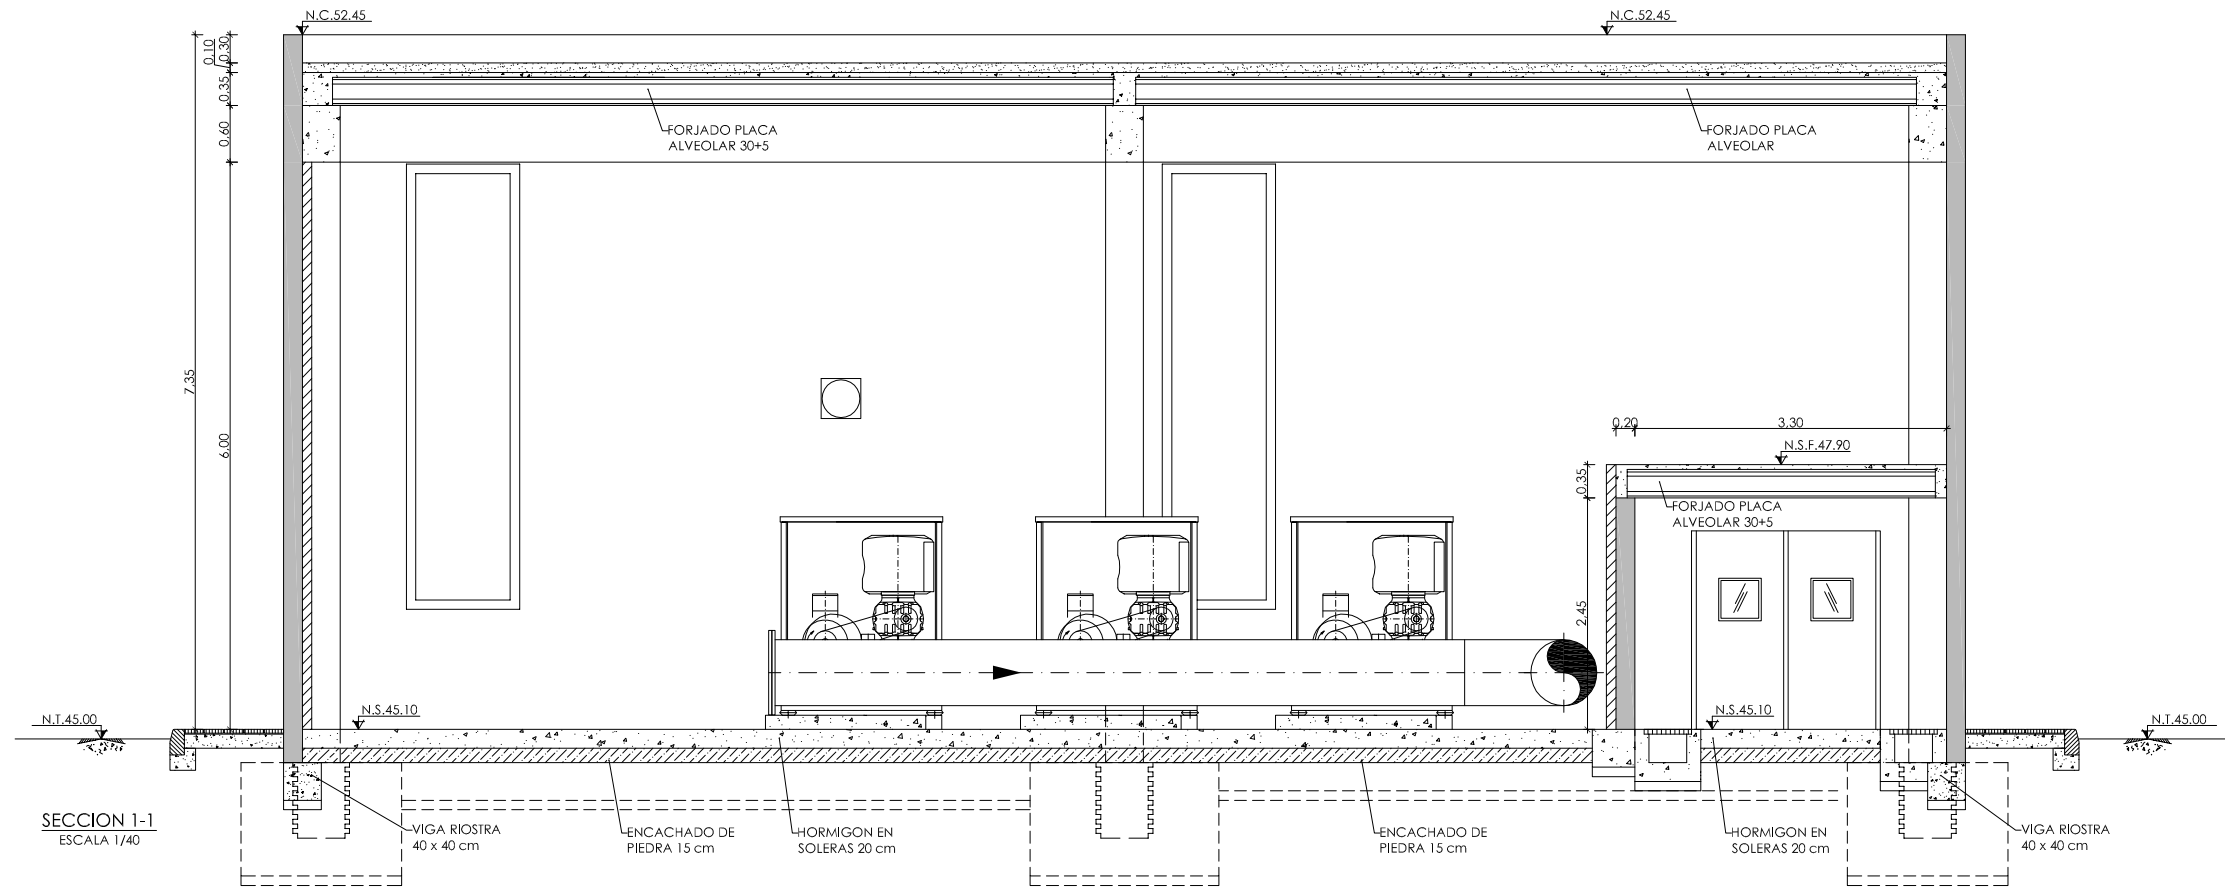 N.C.52.45
N.C.52.45
0.10
0.30
0.35
0.60
7.35
6.00
FORJADO PLACA
ALVEOLAR 30+5
FORJADO PLACA
ALVEOLAR
0.20
3.30
N.S.F.47.90
0.35
2.45
FORJADO PLACA
ALVEOLAR 30+5
N.T.45.00
N.S.45.10
N.S.45.10
N.T.45.00
SECCION 1-1
ESCALA 1/40
VIGA RIOSTRA
40 x 40 cm
ENCACHADO DE
PIEDRA 15 cm
HORMIGON EN
SOLERAS 20 cm
ENCACHADO DE
PIEDRA 15 cm
HORMIGON EN
SOLERAS 20 cm
VIGA RIOSTRA
40 x 40 cm